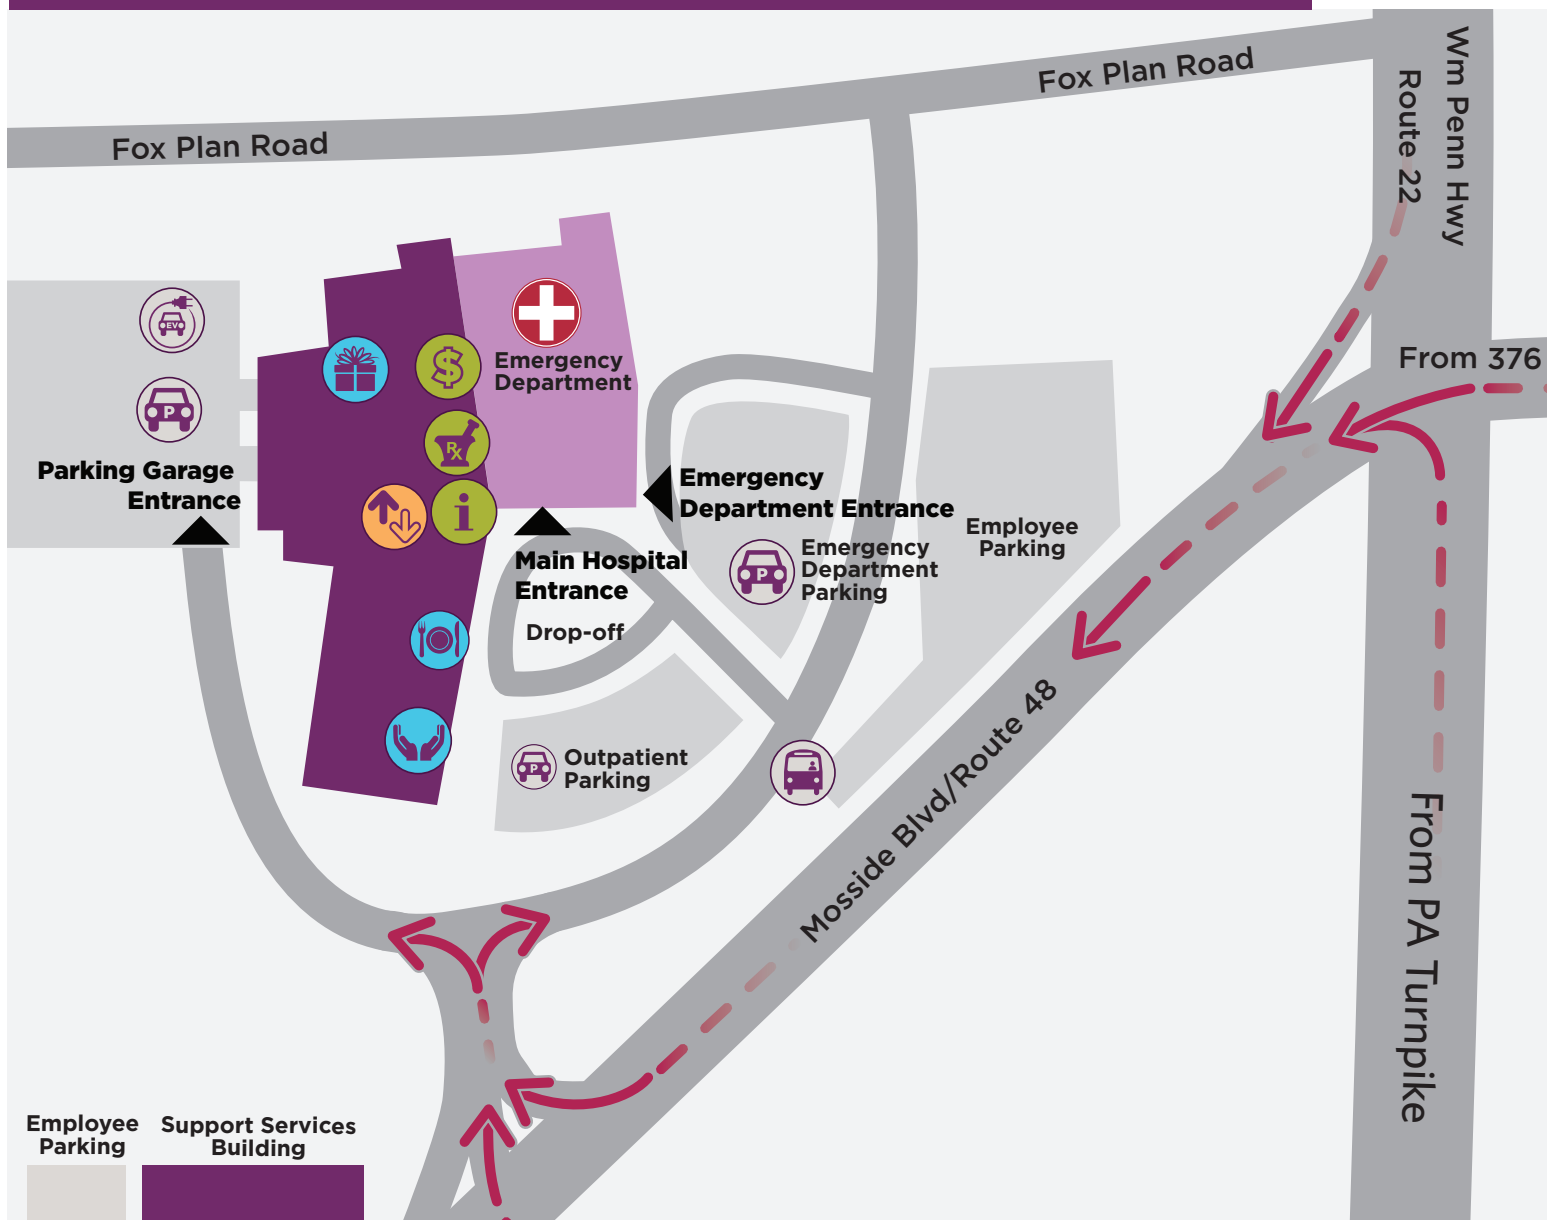 Fox Plan Road
Fox Plan Road
Wm Penn Hwy
Route 22
From 376
EV
P
Parking Garage
Entrance
$
Rx
i
Emergency
Department
Emergency
Department Entrance
Main Hospital
Entrance
Drop-off
P
Emergency
Department
Parking
Employee
Parking
P
Outpatient
Parking
Mosside Blvd/Route 48
From PA Turnpike
Employee
Parking
Support Services
Building